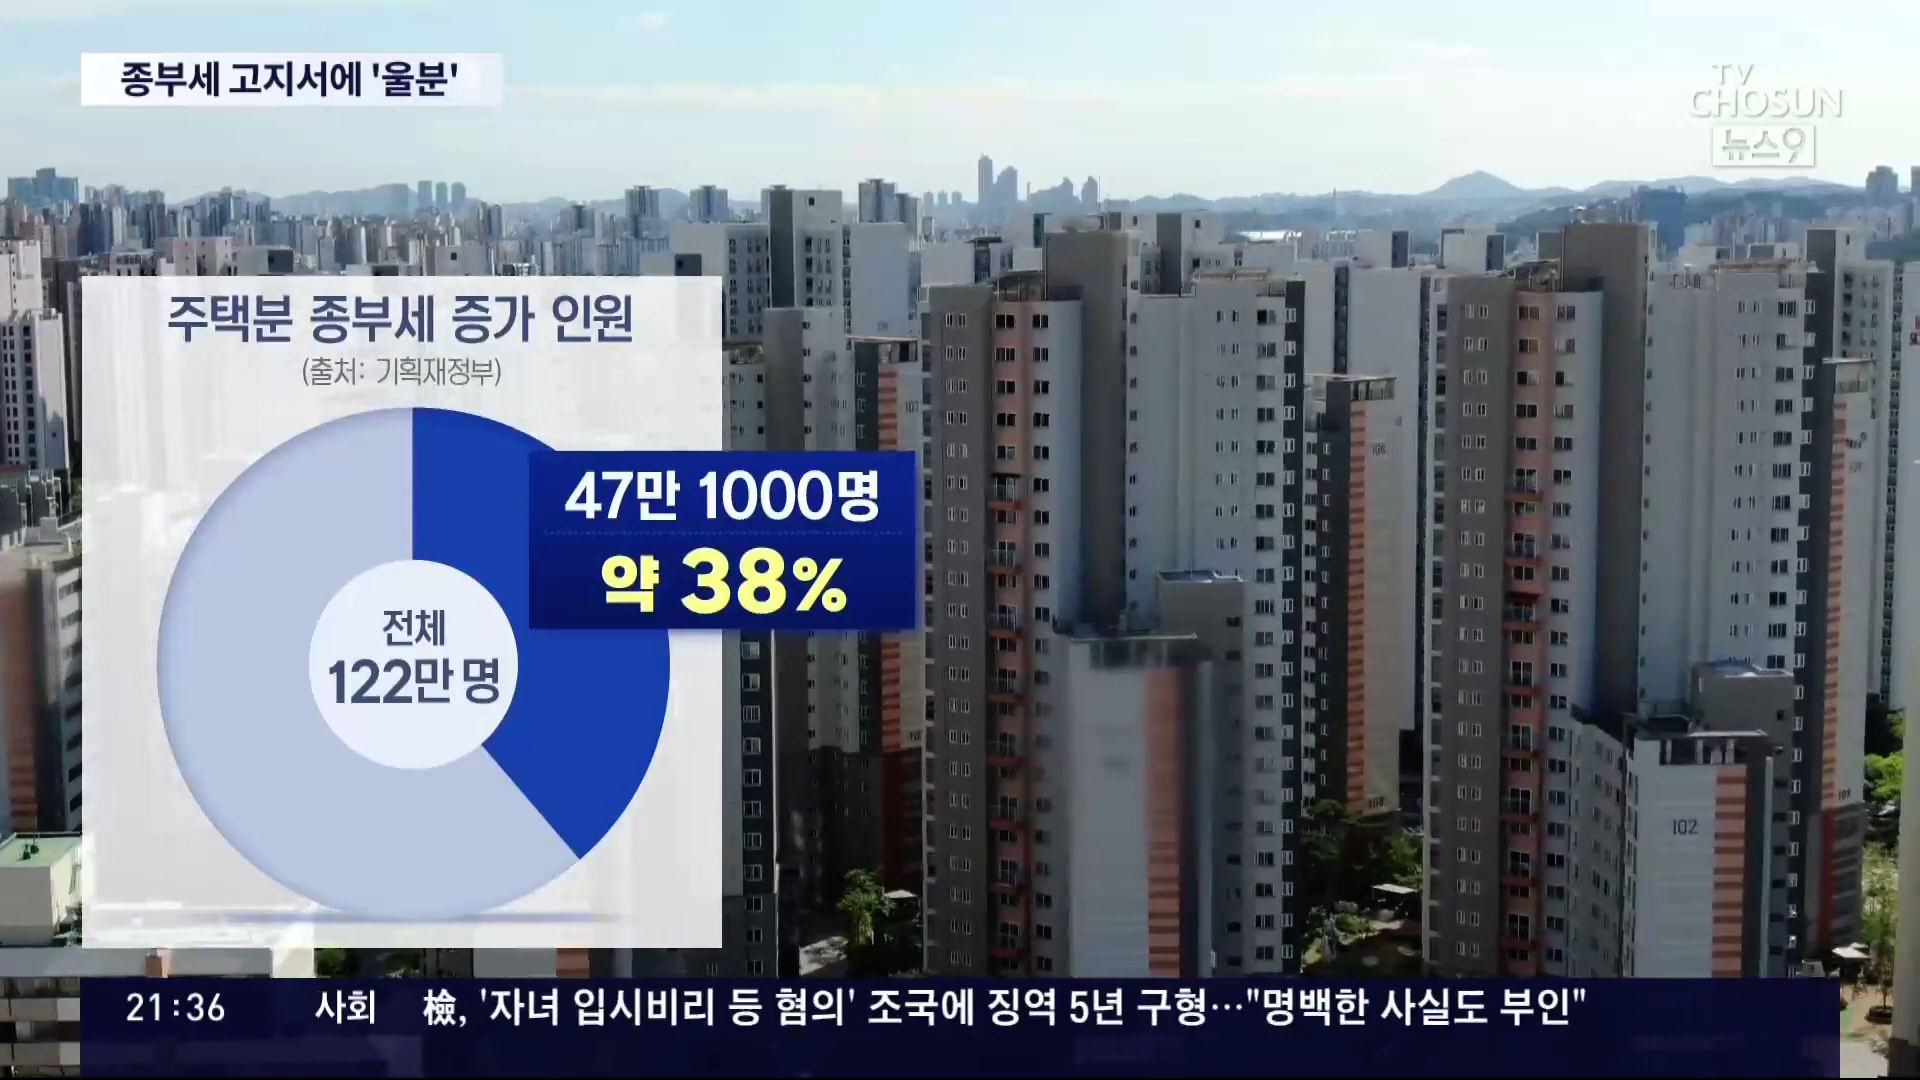 종부세 고지서에 '울분'
TV
CHOSUN
뉴스9
주택분 종부세 증가 인원
(출처: 기획재정부)
47만 1000명
약 38%
전체
122만 명
102
21:36 사회 檢, '자녀 입시비리 등 혐의' 조국에 징역 5년 구형…"명백한 사실도 부인"